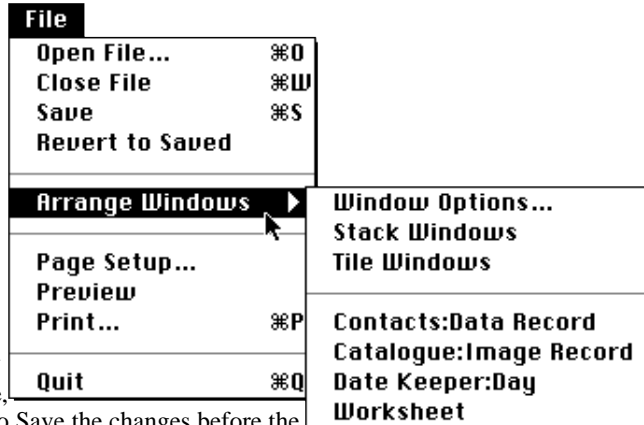 File
Open File... ⌘O
Close File ⌘W
Save ⌘S
Revert to Saved
Arrange Windows
Page Setup...
Preview
Print... ⌘P
Quit ⌘Q
Window Options...
Stack Windows
Tile Windows
Contacts:Data Record
Catalogue:Image Record
Date Keeper:Day
Worksheet
Save the changes before the